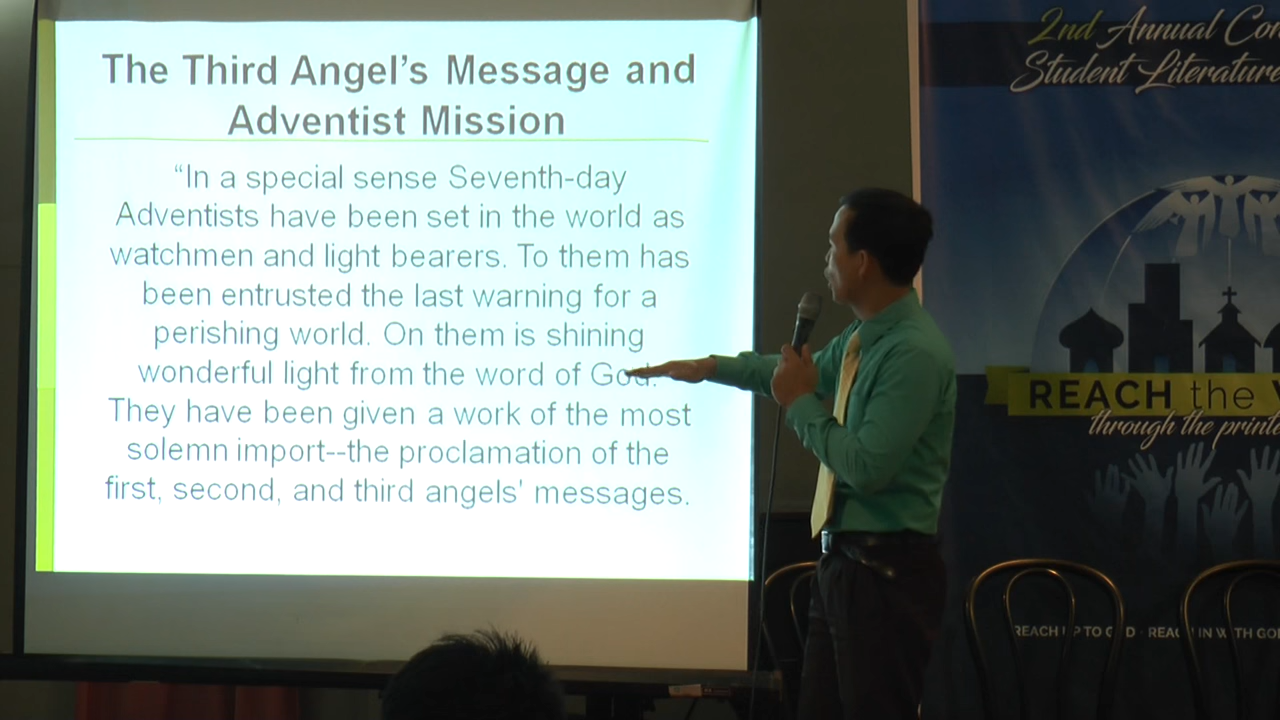 The Third Angel's Message and
Adventist Mission
“In a special sense Seventh-day
Adventists have been set in the world as
watchmen and light bearers. To them has
been entrusted the last warning for a
perishing world. On them is shining
wonderful light from the word of God.
They have been given a work of the most
solemn import--the proclamation of the
first, second, and third angels' messages.
2nd Annual
Student Literature
REACH the
through the
REACH UP TO GOD · REACH IN WITH